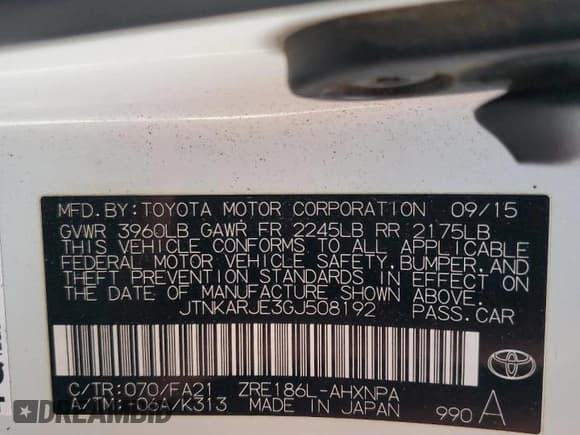 MFD.BY:TOYOTA MOTOR CORPORATION 09/15
GVWR 3960LB GAWR FR 2245LB RR 2175LB
THIS VEHICLE CONFORMS TO ALL APPLICABLE
FEDERAL MOTOR VEHICLE SAFETY, BUMPER, AND
THEFT PREVENTION STANDARDS IN EFFECT ON
THE DATE OF MANUFACTURE SHOWN ABOVE.
JTNKARJE3GJ508192 PASS.CAR
C/TR:070/FA21 ZRE186L-AHXNPA
A/TM:-06A/K313 MADE IN JAPAN 990 A
DREAMBID